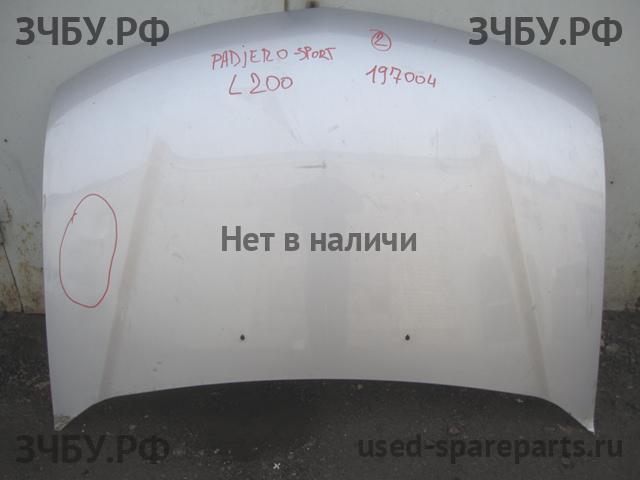 ЗЧБУ.РФ ЗЧБУ.РФ
PADJERO SPORT 2
L200 197004
Нет в наличи
ЗЧБУ.РФ used-spareparts.ru